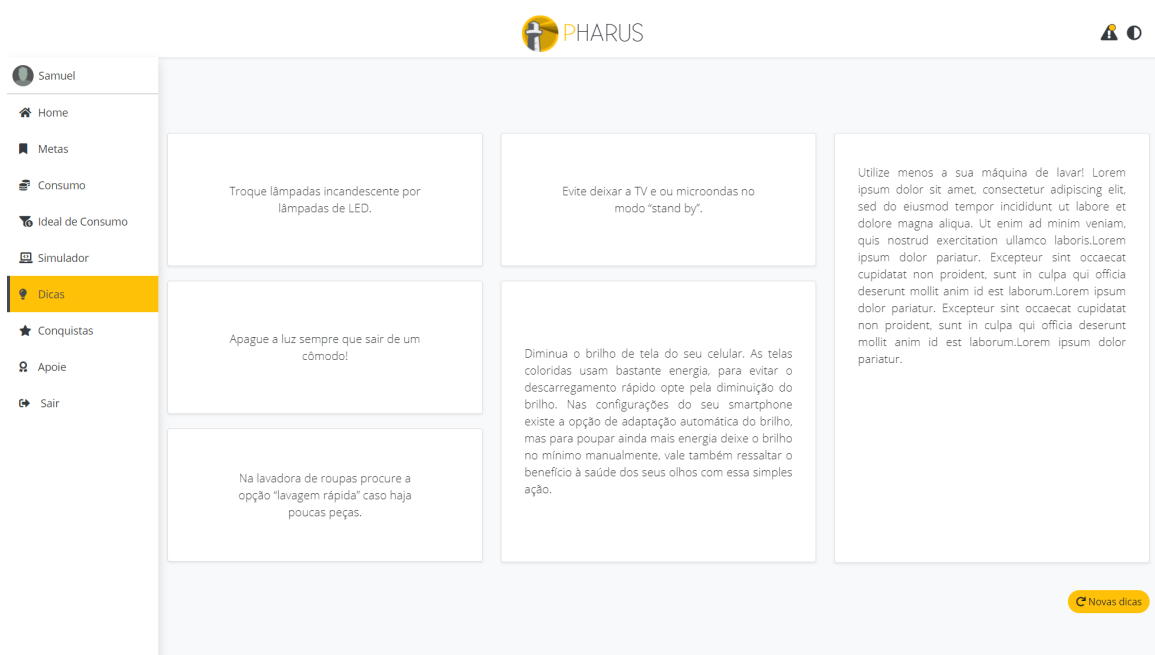 PHARUS
Samuel
Home
Metas
Consumo
Ideal de Consumo
Simulador
Dicas
Conquistas
Apoie
Sair
Troque lâmpadas incandescente por
lâmpadas de LED.
Apague a luz sempre que sair de um
cômodo!
Na lavadora de roupas procure a
opção “lavagem rápida” caso haja
poucas peças.
Evite deixar a TV e ou microondas no
modo “stand by”.
Diminua o brilho de tela do seu celular. As telas
coloridas usam bastante energia, para evitar o
descarregamento rápido opte pela diminuição do
brilho. Nas configurações do seu smartphone
existe a opção de adaptação automática do brilho,
mas para poupar ainda mais energia deixe o brilho
no mínimo manualmente, vale também ressaltar o
benefício à saúde dos seus olhos com essa simples
ação.
Utilize menos a sua máquina de lavar! Lorem
ipsum dolor sit amet, consectetur adipiscing elit,
sed do eiusmod tempor incididunt ut labore et
dolore magna aliqua. Ut enim ad minim veniam,
quis nostrud exercitation ullamco laboris.Lorem
ipsum dolor pariatur. Excepteur sint occaecat
cupidatat non proident, sunt in culpa qui officia
deserunt mollit anim id est laborum.Lorem ipsum
dolor pariatur. Excepteur sint occaecat cupidatat
non proident, sunt in culpa qui officia deserunt
mollit anim id est laborum.Lorem ipsum dolor
pariatur.
Novas dicas